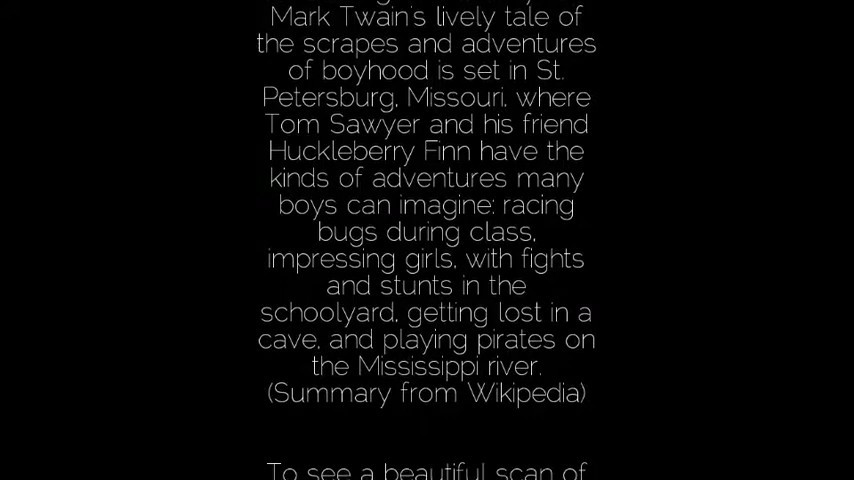 Mark Twain's lively tale of
the scrapes and adventures
of boyhood is set in St.
Petersburg, Missouri, where
Tom Sawyer and his friend
Huckleberry Finn have the
kinds of adventures many
boys can imagine: racing
bugs during class,
impressing girls, with fights
and stunts in the
schoolyard, getting lost in a
cave, and playing pirates on
the Mississippi river.
(Summary from Wikipedia)
To see a beautiful scan of